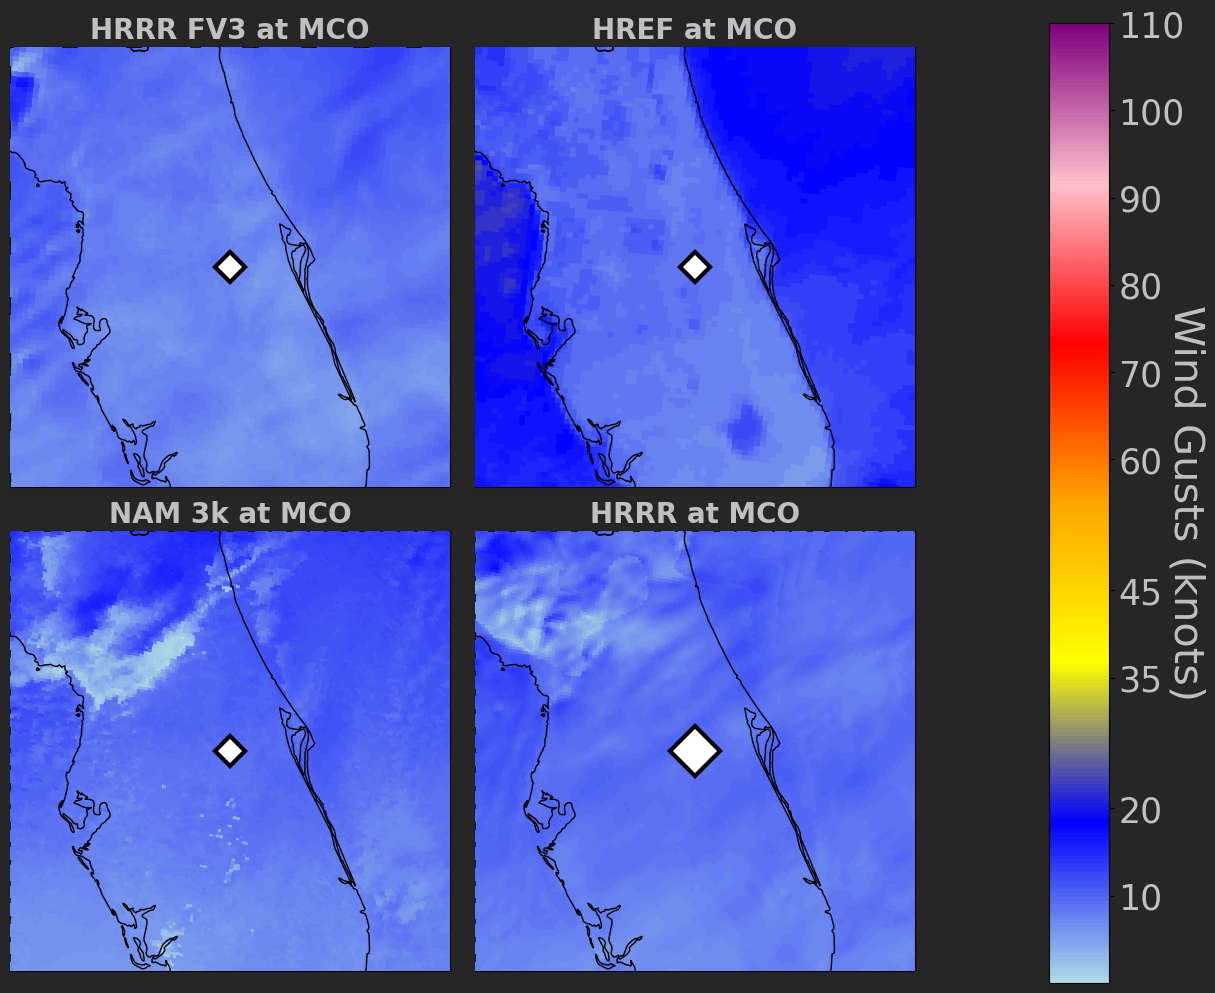 HRRR FV3 at MCO
HREF at MCO
NAM 3k at MCO
HRRR at MCO
110
100
90
80
70
60
45
35
20
10
Wind Gusts (knots)